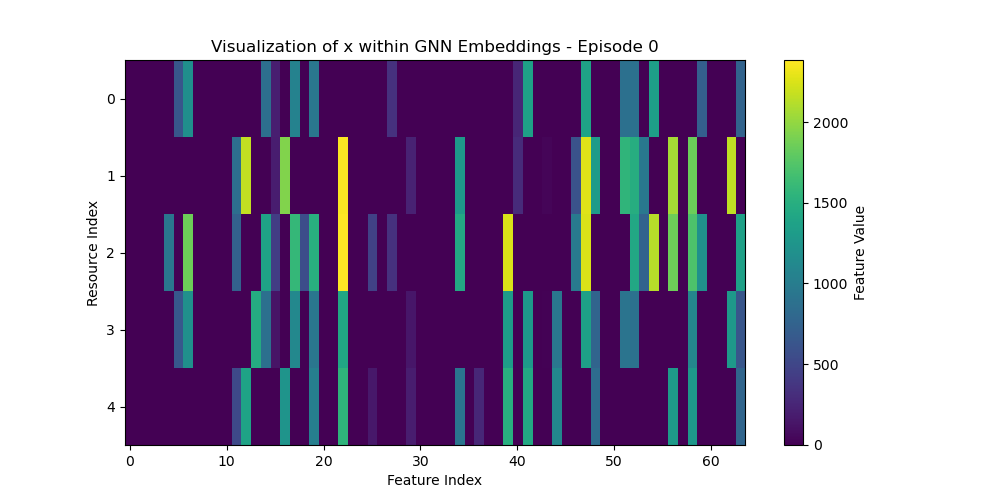 Visualization of x within GNN Embeddings - Episode 0
0
1
2
3
4
Resource Index
0 10 20 30 40 50 60
Feature Index
2000
1500
1000
500
0
Feature Value